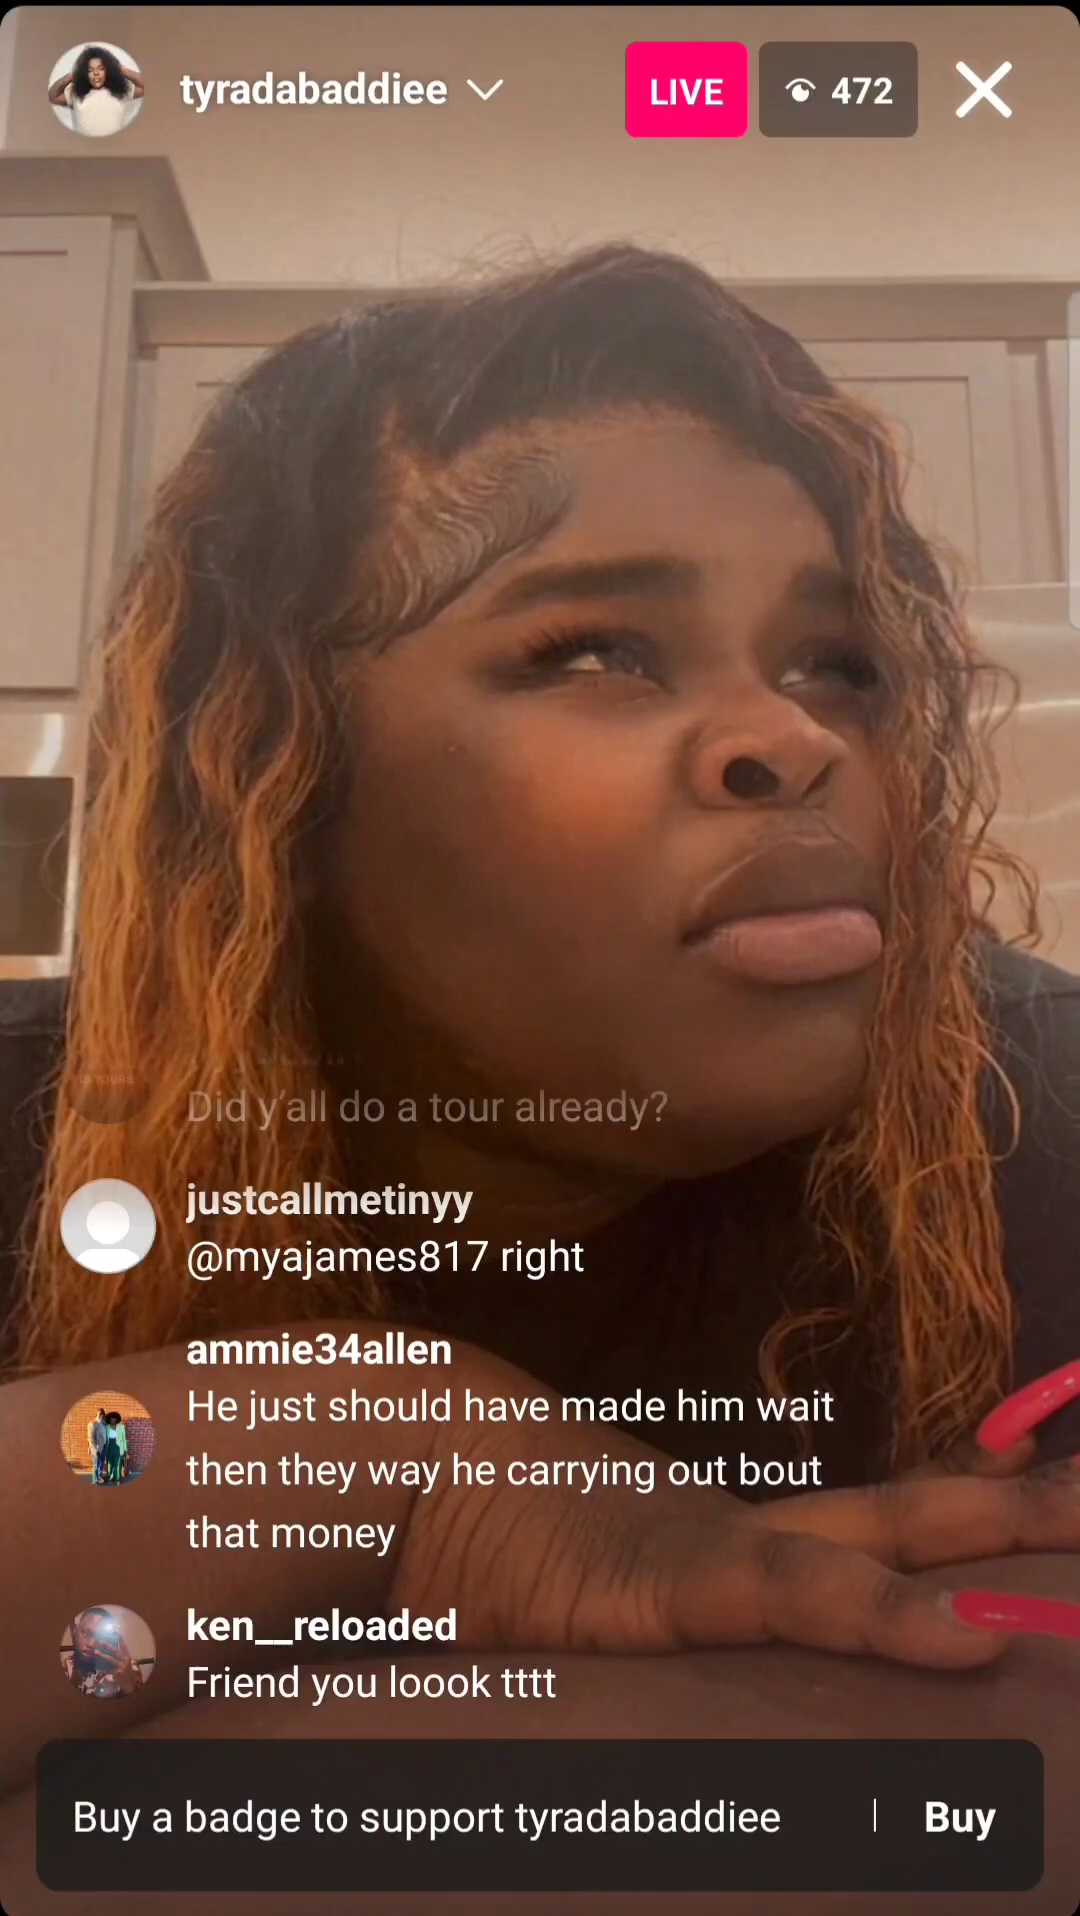 tyradabaddiee
LIVE
472
Did y'all do a tour already?
justcallmetinyy
@myajames817 right
ammie34allen
He just should have made him wait
then they way he carrying out bout
that money
ken__reloaded
Friend you loook tttt
Buy a badge to support tyradabaddiee | Buy